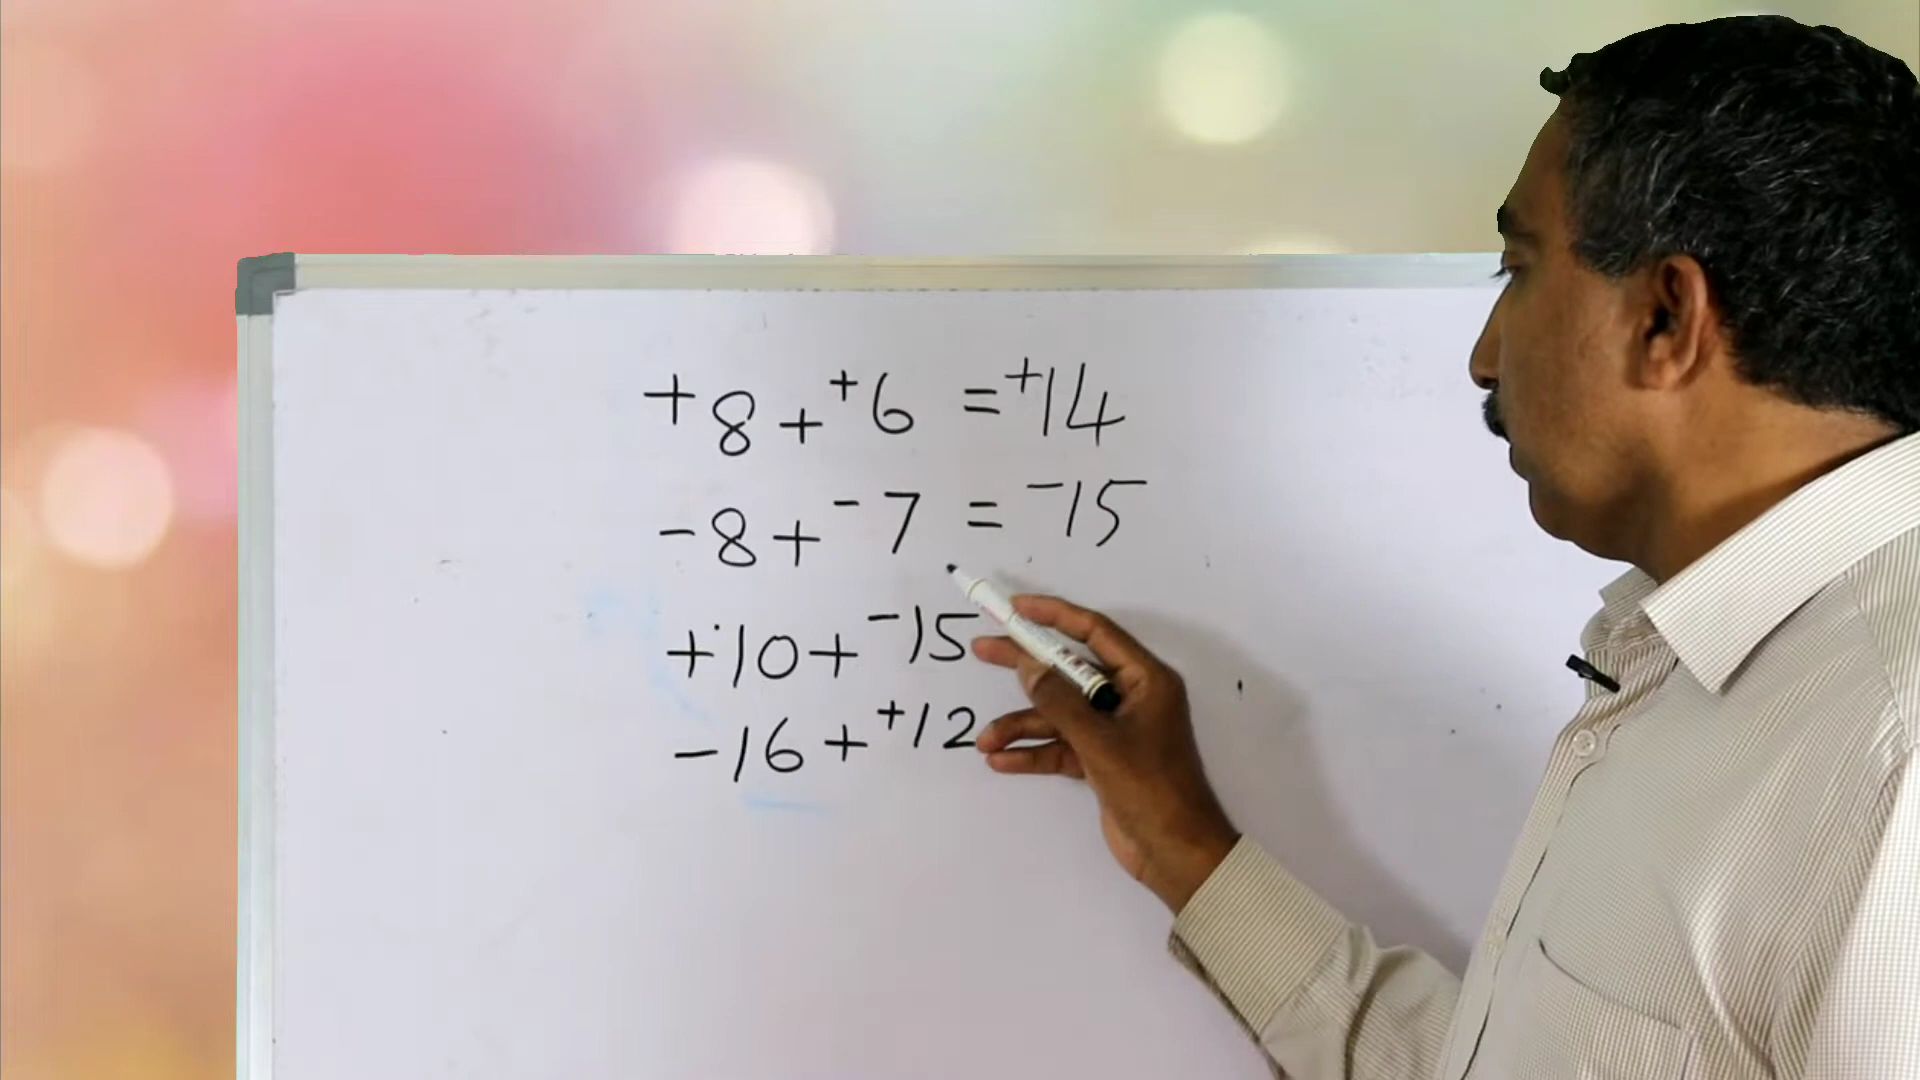 +8 + +6 = +14
-8 + -7 = -15
+10 + -15
-16 + +12